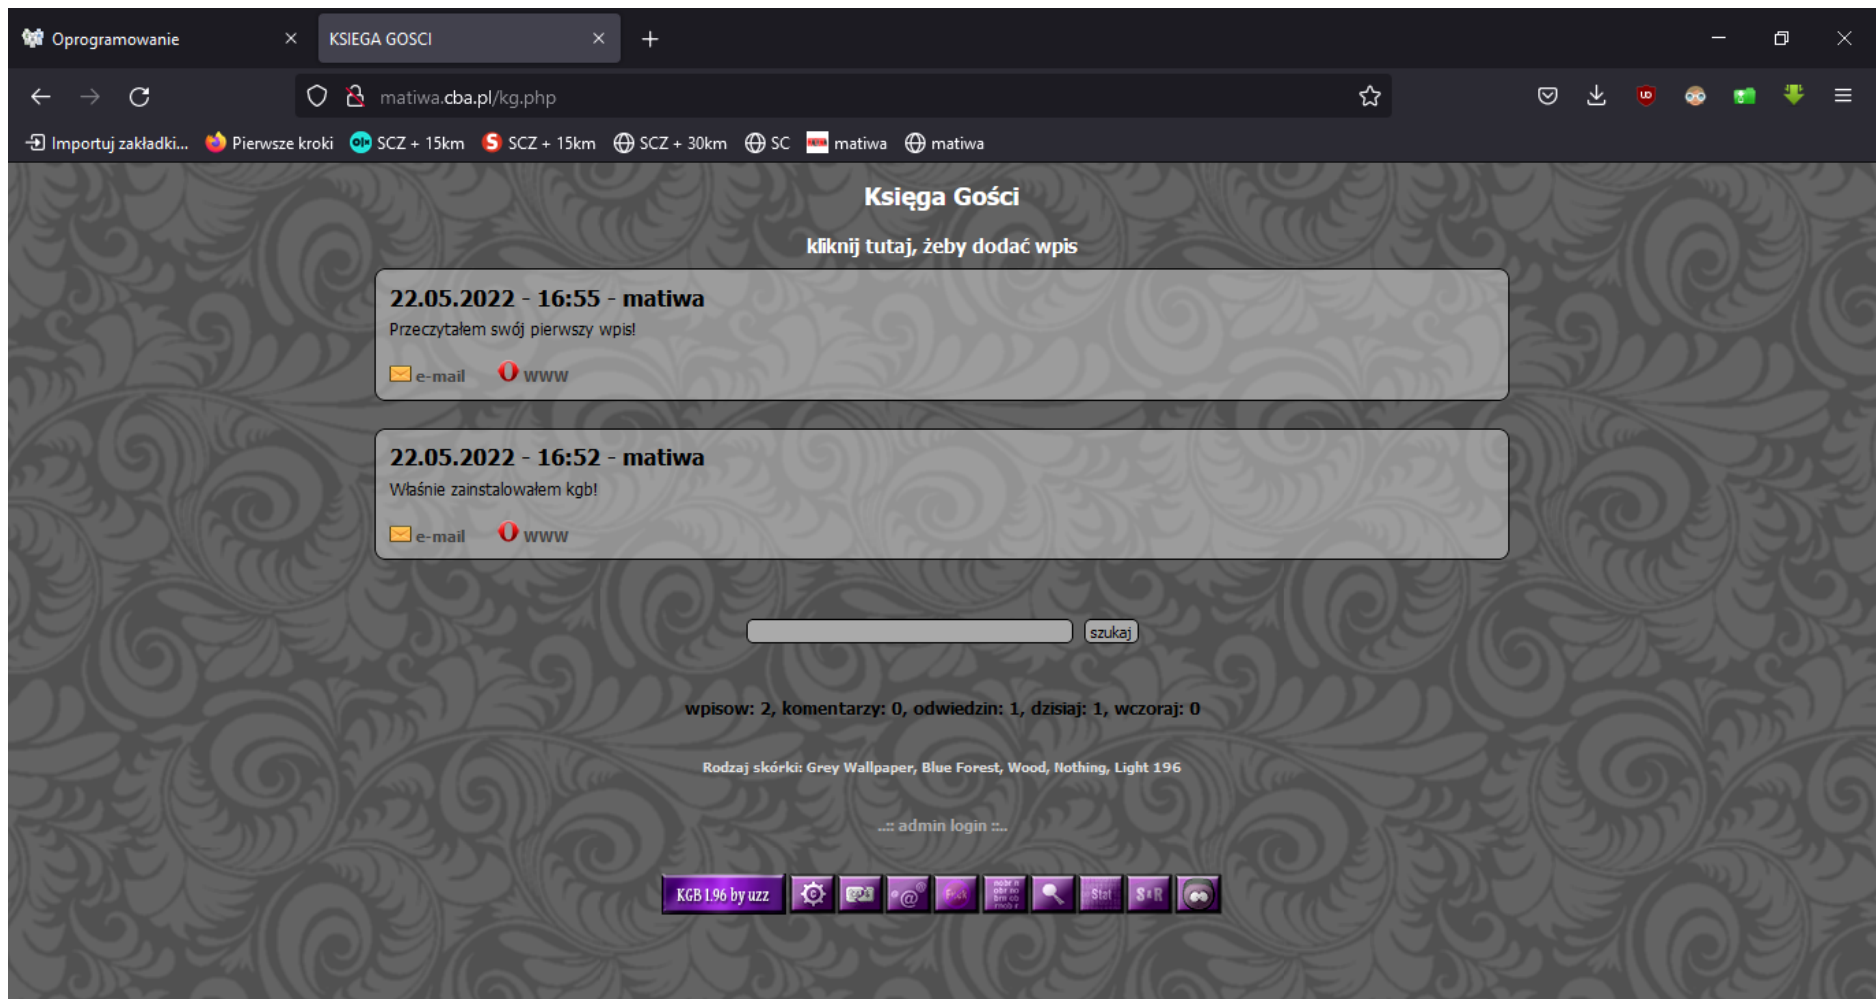 Oprogramowanie
KSIEGA GOSCI
matiwa.cba.pl/kg.php
Importuj zakładki... Pierwsze kroki SCZ + 15km SCZ + 15km SCZ + 30km SC matiwa matiwa
Księga Gości
kliknij tutaj, żeby dodać wpis
22.05.2022 - 16:55 - matiwa
Przeczytałem swój pierwszy wpis!
e-mail www
22.05.2022 - 16:52 - matiwa
Właśnie zainstalowałem kgb!
e-mail www
szukaj
wpisow: 2, komentarzy: 0, odwiedzin: 1, dzisiaj: 1, wczoraj: 0
Rodzaj skórki: Grey Wallpaper, Blue Forest, Wood, Nothing, Light 196
..:: admin login ::..
KGB 1.96 by uzz Stat S&R